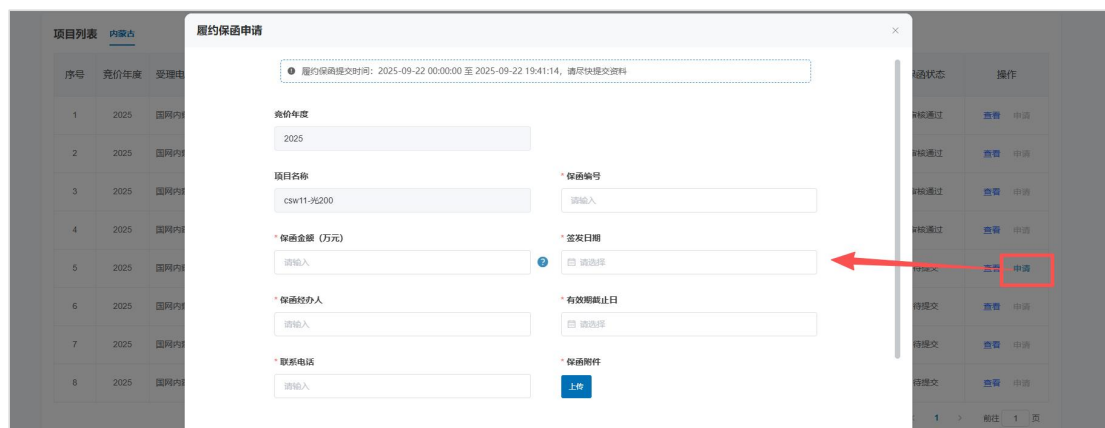 项目列表 内蒙古
履约保函申请
序号 竞价年度 受理电 保函状态 操作
履约保函提交时间：2025-09-22 00:00:00 至 2025-09-22 19:41:14，请尽快提交资料
1 2025 国网内 审核通过 查看 申请
竞价年度
2025
2 2025 国网内 审核通过 查看 申请
项目名称 * 保函编号
3 2025 国网内 审核通过 查看 申请
csw11-光200 请输入
4 2025 国网内 审核通过 查看 申请
* 保函金额（万元） * 签发日期
请输入 ? 请选择
5 2025 国网内 待提交 查看 申请
* 保函经办人 * 有效期截止日
6 2025 国网内 待提交 查看 申请
请输入 请选择
7 2025 国网内 待提交 查看 申请
* 联系电话 * 保函附件
8 2025 国网内 待提交 查看 申请
请输入 上传
1 > 前往 1 页